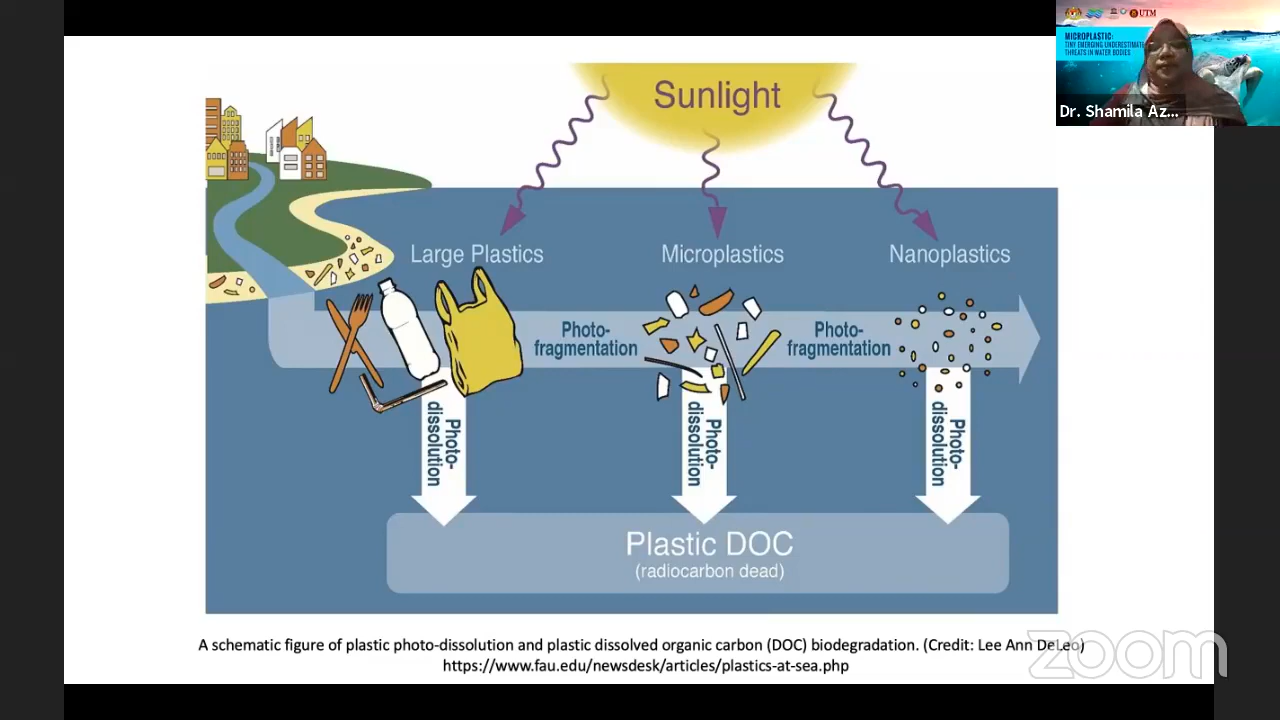 UTM
MICROPLASTIC:
TINY EMERGING UNDERESTIMATE
THREATS IN WATER BODIES
Dr. Shamila Az...
Sunlight
Large Plastics
Microplastics
Nanoplastics
Photo-
fragmentation
Photo-
fragmentation
Photo-
dissolution
Photo-
dissolution
Photo-
dissolution
Plastic DOC
(radiocarbon dead)
A schematic figure of plastic photo-dissolution and plastic dissolved organic carbon (DOC) biodegradation. (Credit: Lee Ann DeLeo)
https://www.fau.edu/newsdesk/articles/plastics-at-sea.php
zoom